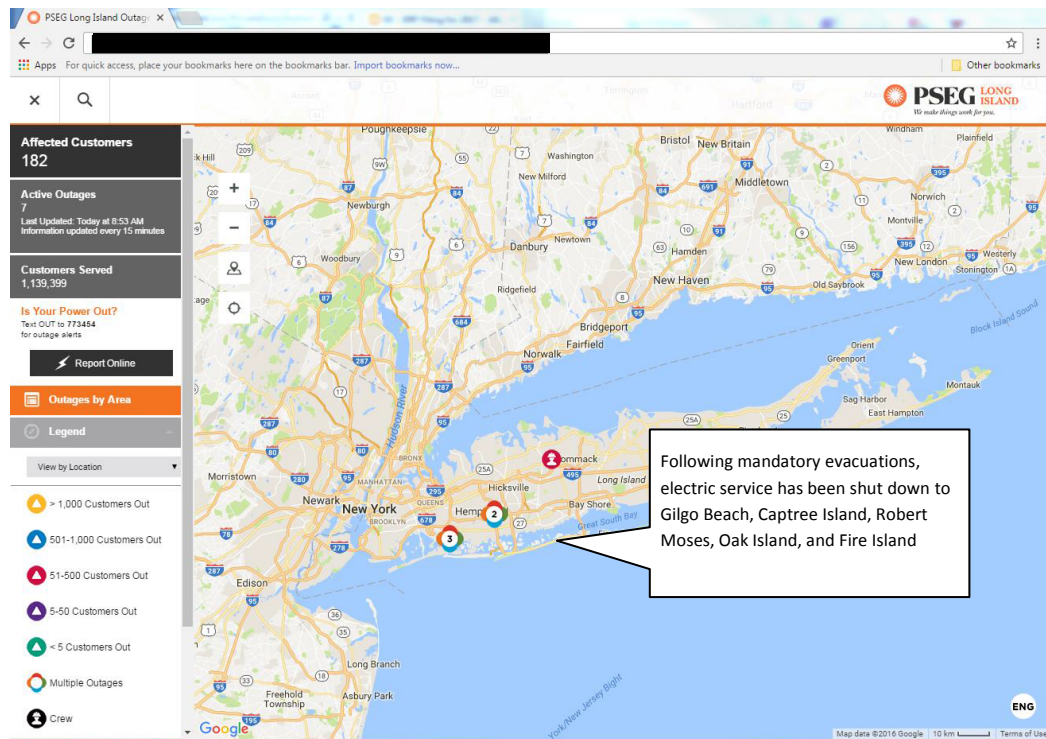 PSEG Long Island Outag
Apps For quick access, place your bookmarks here on the bookmarks bar. Import bookmarks now...
Other bookmarks
PSEG LONG ISLAND
We make things work for you.
Affected Customers
182
Active Outages
7
Last Updated: Today at 8:53 AM
Information updated every 15 minutes
Customers Served
1,139,399
Is Your Power Out?
Text OUT to 773454
for outage alerts
Report Online
Outages by Area
Legend
View by Location
> 1,000 Customers Out
501-1,000 Customers Out
51-500 Customers Out
5-50 Customers Out
< 5 Customers Out
Multiple Outages
Crew
Following mandatory evacuations,
electric service has been shut down to
Gilgo Beach, Captree Island, Robert
Moses, Oak Island, and Fire Island
Torrington
Hartford
Poughkeepsie
Washington
Bristol
New Britain
Windham
Plainfield
New Milford
Middletown
Norwich
Newburgh
Montville
Danbury
Newtown
Hamden
Woodbury
New London
Westerly
Stonington
New Haven
Old Saybrook
Ridgefield
Block Island Sound
Bridgeport
Fairfield
Norwalk
Orient
Greenport
Montauk
Sag Harbor
East Hampton
Hudson River
BRONX
ommack
Morristown
MANHATTAN
Hicksville
Long Island
Newark
New York
QUEENS
Hemp
2
Bay Shore
BROOKLYN
Great South Bay
3
Edison
Long Branch
Freehold
Township
Asbury Park
York/New Jersey Bight
ENG
Google
Map data ©2016 Google
10 km
Terms of Use